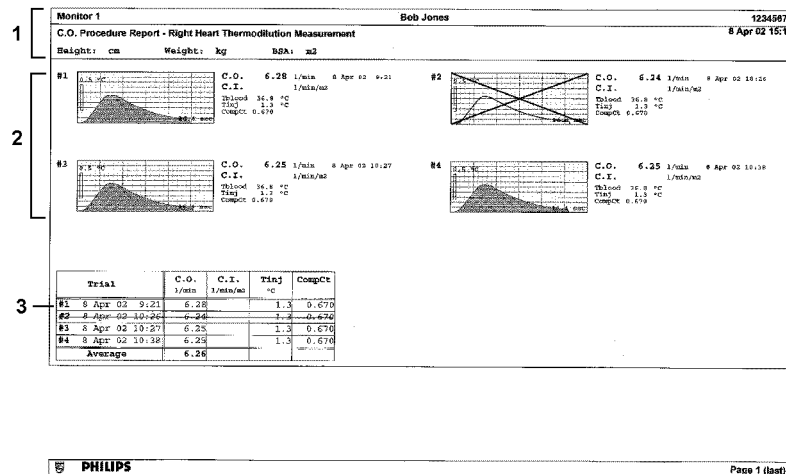 Monitor 1 Bob Jones 1234567
C.O. Procedure Report - Right Heart Thermodilution Measurement 8 Apr 02 15:1
Height: cm Weight: kg BSA: m2
1
2
3
#1 0.5 °C C.O. 6.28 l/min 8 Apr 02 9:21
C.I. l/min/m2
Tblood 36.8 °C
Tinj 1.3 °C
CompCt 0.670
#2 C.O. 6.24 l/min 8 Apr 02 10:26
C.I. l/min/m2
Tblood 36.8 °C
Tinj 1.3 °C
CompCt 0.670
#3 0.5 °C C.O. 6.25 l/min 8 Apr 02 10:27
C.I. l/min/m2
Tblood 36.8 °C
Tinj 1.3 °C
CompCt 0.670
#4 0.5 °C C.O. 6.25 l/min 8 Apr 02 10:38
C.I. l/min/m2
Tblood 36.8 °C
Tinj 1.3 °C
CompCt 0.670
Trial C.O. C.I. Tinj CompCt
l/min l/min/m2 °C
#1 8 Apr 02 9:21 6.28 1.3 0.670
#2 8 Apr 02 10:26 6.24 1.3 0.670
#3 8 Apr 02 10:27 6.25 1.3 0.670
#4 8 Apr 02 10:38 6.25 1.3 0.670
Average 6.26
PHILIPS Page 1 (last)